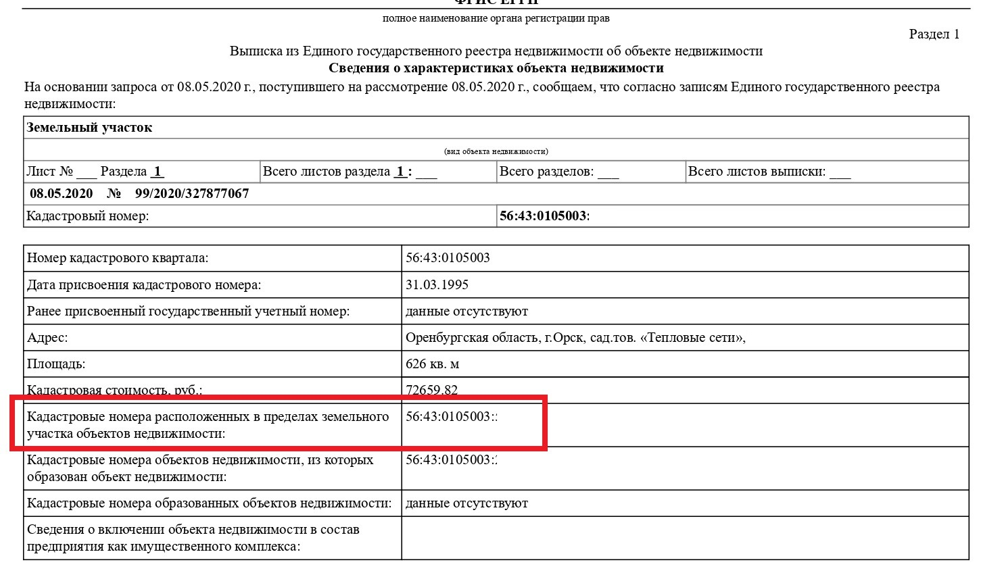 ФГИС ЕГРН
полное наименование органа регистрации прав
Раздел 1
Выписка из Единого государственного реестра недвижимости об объекте недвижимости
Сведения о характеристиках объекта недвижимости
На основании запроса от 08.05.2020 г., поступившего на рассмотрение 08.05.2020 г., сообщаем, что согласно записям Единого государственного реестра
недвижимости:
Земельный участок
(вид объекта недвижимости)
Лист № ___ Раздела 1 Всего листов раздела 1 : ___ Всего разделов: ___ Всего листов выписки: ___
08.05.2020 № 99/2020/327877067
Кадастровый номер: 56:43:0105003:
Номер кадастрового квартала: 56:43:0105003
Дата присвоения кадастрового номера: 31.03.1995
Ранее присвоенный государственный учетный номер: данные отсутствуют
Адрес: Оренбургская область, г.Орск, сад.тов. «Тепловые сети»,
Площадь: 626 кв. м
Кадастровая стоимость, руб.: 72659.82
Кадастровые номера расположенных в пределах земельного 56:43:0105003:
участка объектов недвижимости:
Кадастровые номера объектов недвижимости, из которых 56:43:0105003:
образован объект недвижимости:
Кадастровые номера образованных объектов недвижимости: данные отсутствуют
Сведения о включении объекта недвижимости в состав
предприятия как имущественного комплекса: